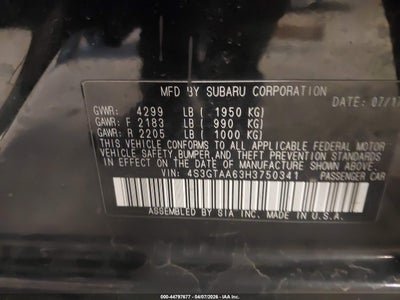 MFD BY SUBARU CORPORATION
DATE: 07/17
GVWR: 4299 LB ( 1950 KG)
GAWR: F 2183 LB ( 990 KG)
GAWR: R 2205 LB ( 1000 KG)
THIS VEHICLE CONFORMS TO ALL APPLICABLE FEDERAL MOTOR
VEHICLE SAFETY, BUMPER, AND THEFT PREVENTION STANDARDS
IN EFFECT ON THE DATE OF MANUFACTURE SHOWN ABOVE.
VIN: 4S3GTAA63H3750341 PASSENGER CAR
ASSEMBLED BY SIA INC. MADE IN U.S.A.
000-44797677 - 04/07/2026 - IAA Inc.